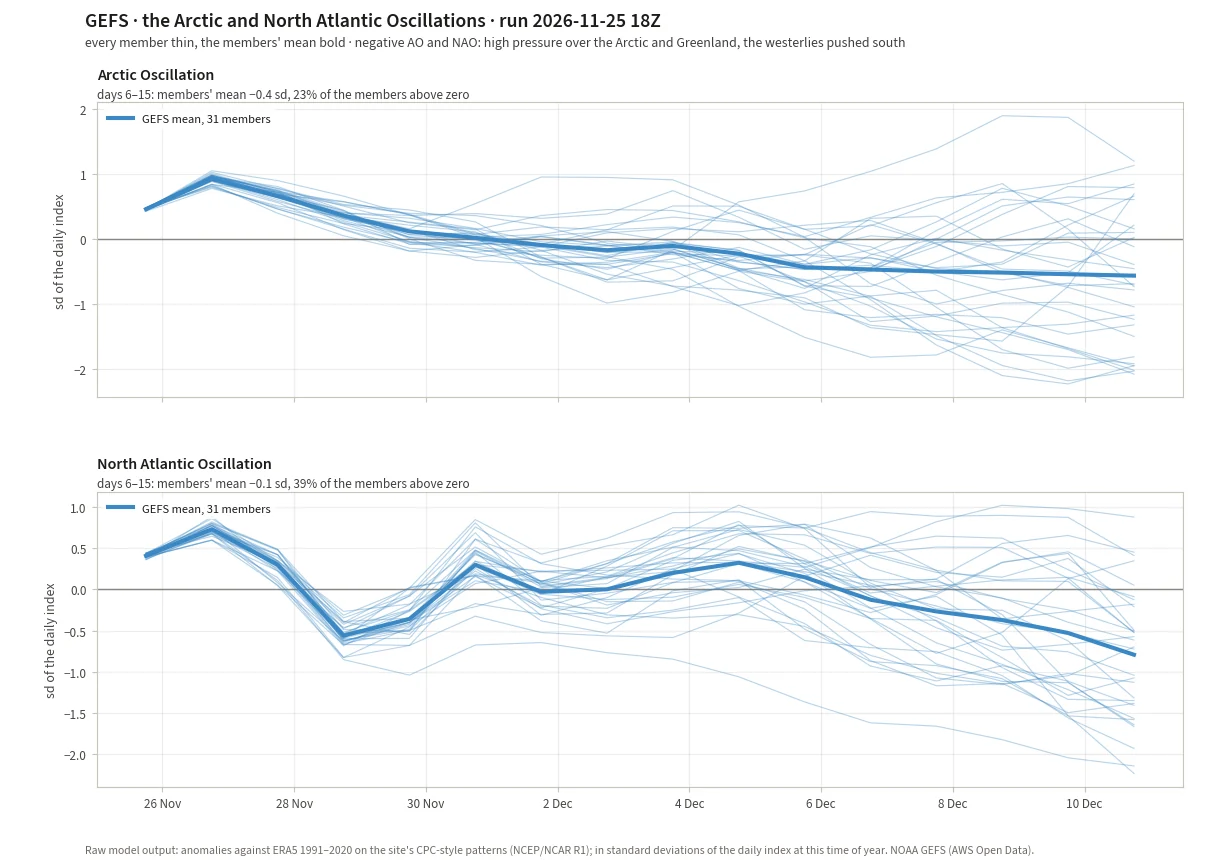 GEFS · the Arctic and North Atlantic Oscillations · run 2026-11-25 18Z
every member thin, the members' mean bold · negative AO and NAO: high pressure over the Arctic and Greenland, the westerlies pushed south
Arctic Oscillation
days 6–15: members' mean −0.4 sd, 23% of the members above zero
GEFS mean, 31 members
sd of the daily index
2
1
0
−1
−2
North Atlantic Oscillation
days 6–15: members' mean −0.1 sd, 39% of the members above zero
GEFS mean, 31 members
sd of the daily index
1.0
0.5
0.0
−0.5
−1.0
−1.5
−2.0
26 Nov 28 Nov 30 Nov 2 Dec 4 Dec 6 Dec 8 Dec 10 Dec
Raw model output: anomalies against ERA5 1991–2020 on the site's CPC-style patterns (NCEP/NCAR R1); in standard deviations of the daily index at this time of year. NOAA GEFS (AWS Open Data).